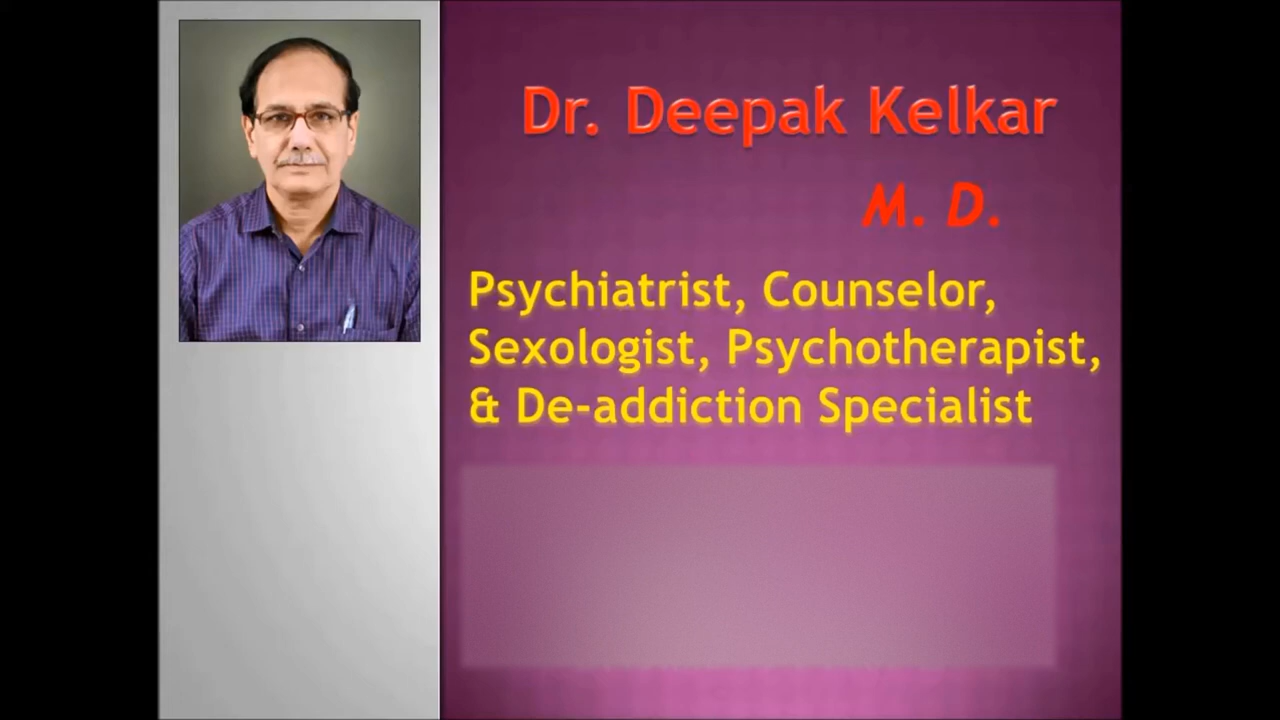 Dr. Deepak Kelkar
M. D.
Psychiatrist, Counselor,
Sexologist, Psychotherapist,
& De-addiction Specialist